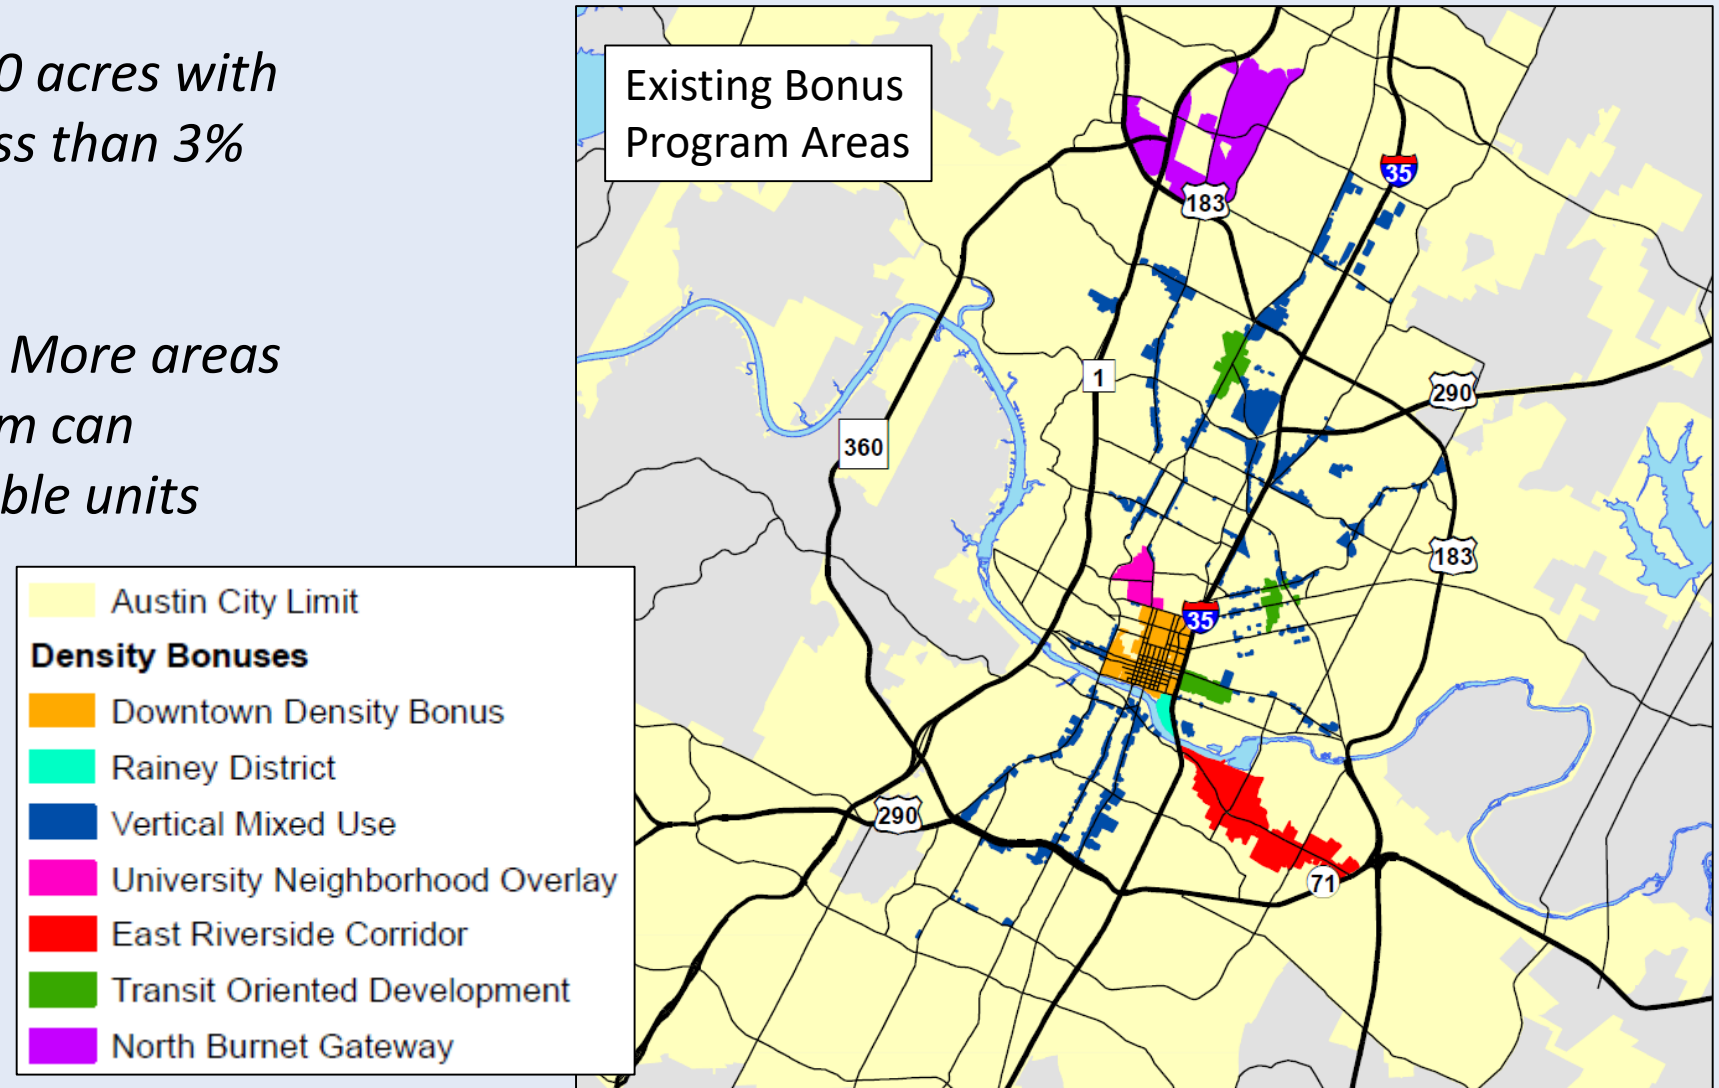 0 acres with
ss than 3%
More areas
m can
ble units
Existing Bonus
Program Areas
35
183
1
290
360
183
35
290
71
Austin City Limit
Density Bonuses
Downtown Density Bonus
Rainey District
Vertical Mixed Use
University Neighborhood Overlay
East Riverside Corridor
Transit Oriented Development
North Burnet Gateway